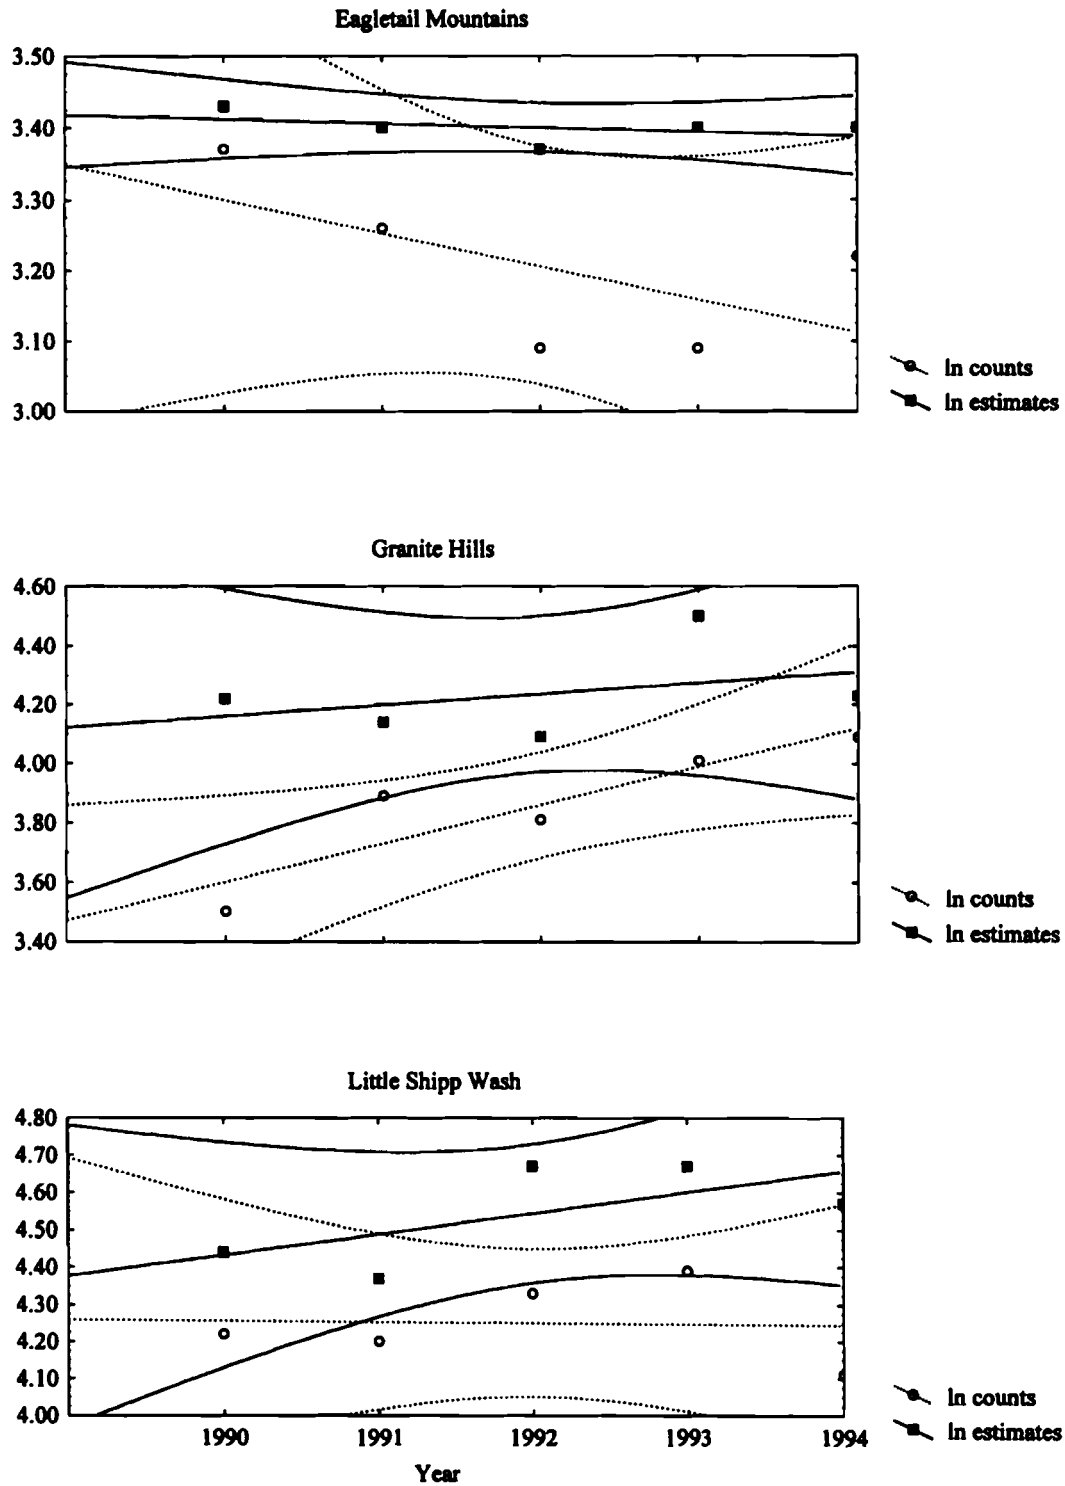 Eagletail Mountains
3.50
3.40
3.30
3.20
3.10
3.00
ln counts
ln estimates
Granite Hills
4.60
4.40
4.20
4.00
3.80
3.60
3.40
ln counts
ln estimates
Little Shipp Wash
4.80
4.70
4.60
4.50
4.40
4.30
4.20
4.10
4.00
1990 1991 1992 1993 1994
Year
ln counts
ln estimates